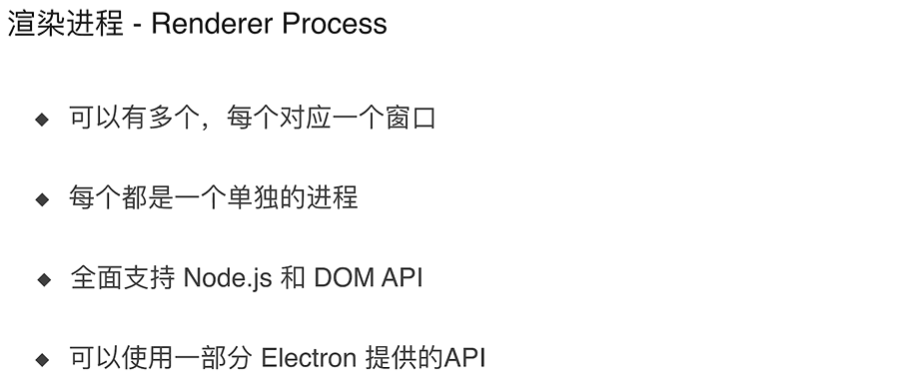 渲染进程 - Renderer Process
◆ 可以有多个，每个对应一个窗口
◆ 每个都是一个单独的进程
◆ 全面支持 Node.js 和 DOM API
◆ 可以使用一部分 Electron 提供的API